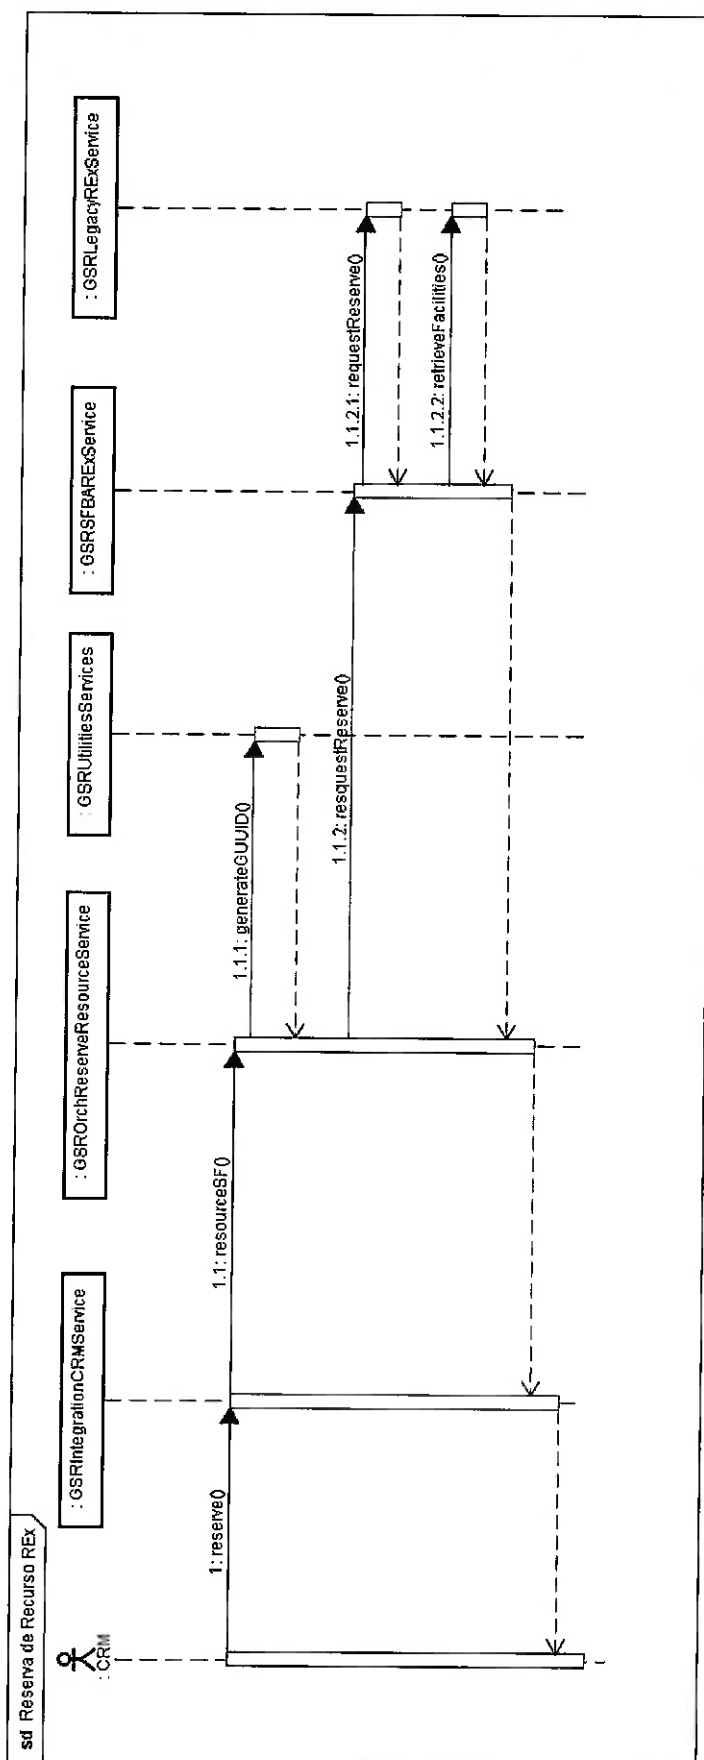 sd Reserva de Recurso REx
: CRM
: GSRIntegrationCRMService
: GSROrchReserveResourceService
: GSRUtilitiesServices
: GSRSFBARExService
: GSRLegacyRExService
1: reserve()
1.1: resourceSF()
1.1.1: generateGUUID()
1.1.2: resquestReserve()
1.1.2.1: requestReserve()
1.1.2.2: retrieveFacilities()